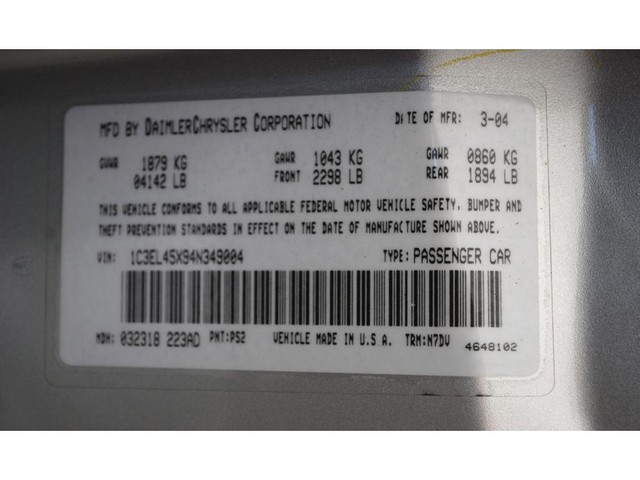 MFD BY DAIMLERCHRYSLER CORPORATION DATE OF MFR: 3-04
GVWR 1879 KG GAWR 1043 KG GAWR 0860 KG
04142 LB FRONT 2298 LB REAR 1894 LB
THIS VEHICLE CONFORMS TO ALL APPLICABLE FEDERAL MOTOR VEHICLE SAFETY, BUMPER AND
THEFT PREVENTION STANDARDS IN EFFECT ON THE DATE OF MANUFACTURE SHOWN ABOVE.
VIN: 1C3EL45X94N349004 TYPE: PASSENGER CAR
MDH: 032318 223AD PNT:PS2 VEHICLE MADE IN U.S.A. TRM:N7DV 4648102